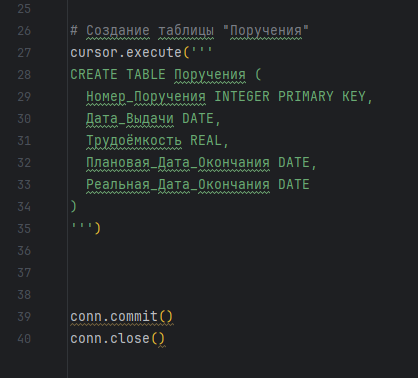 25
26 # Создание таблицы "Поручения"
27 cursor.execute('''
28 CREATE TABLE Поручения (
29   Номер_Поручения INTEGER PRIMARY KEY,
30   Дата_Выдачи DATE,
31   Трудоёмкость REAL,
32   Плановая_Дата_Окончания DATE,
33   Реальная_Дата_Окончания DATE
34 )
35 ''')
36
37
38
39 conn.commit()
40 conn.close()